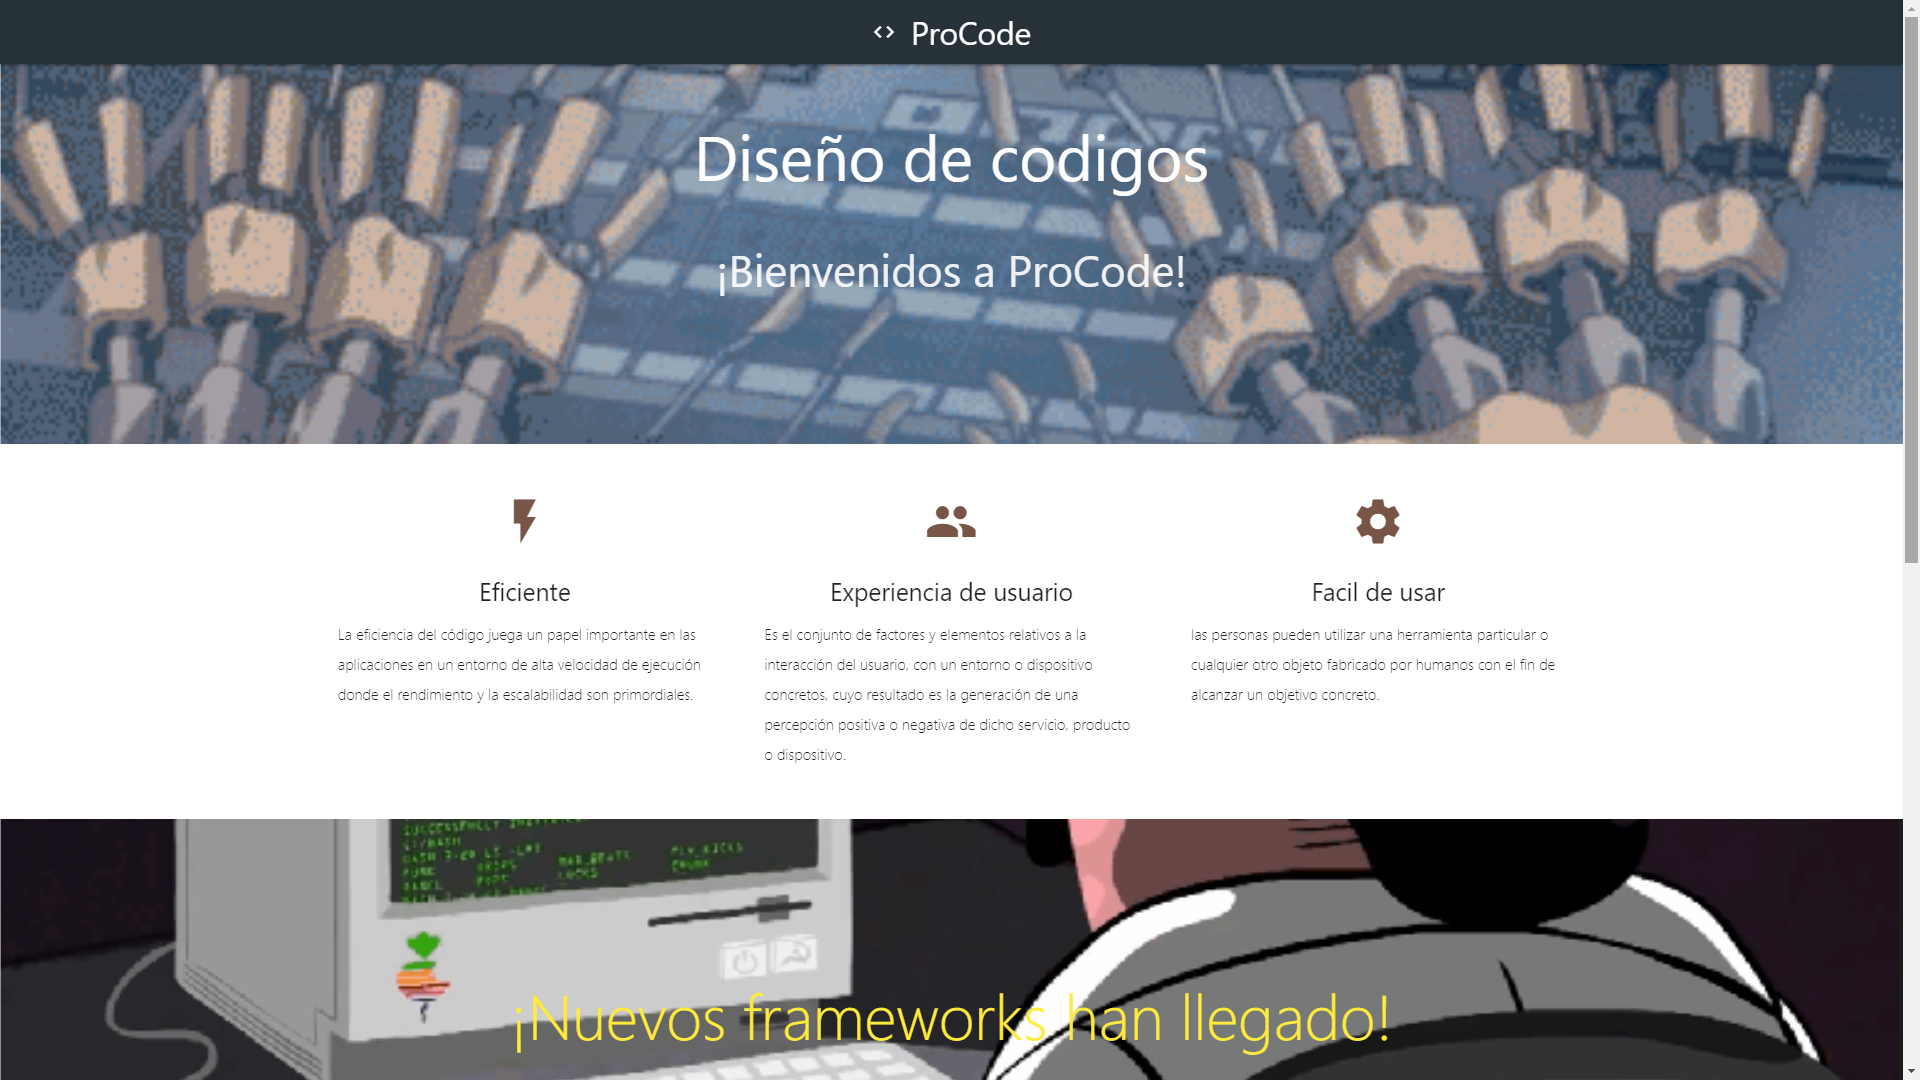 <> ProCode
Diseño de codigos
¡Bienvenidos a ProCode!
Eficiente
La eficiencia del código juega un papel importante en las
aplicaciones en un entorno de alta velocidad de ejecución
donde el rendimiento y la escalabilidad son primordiales.
Experiencia de usuario
Es el conjunto de factores y elementos relativos a la
interacción del usuario, con un entorno o dispositivo
concretos, cuyo resultado es la generación de una
percepción positiva o negativa de dicho servicio, producto
o dispositivo.
Facil de usar
las personas pueden utilizar una herramienta particular o
cualquier otro objeto fabricado por humanos con el fin de
alcanzar un objetivo concreto.
¡Nuevos frameworks han llegado!